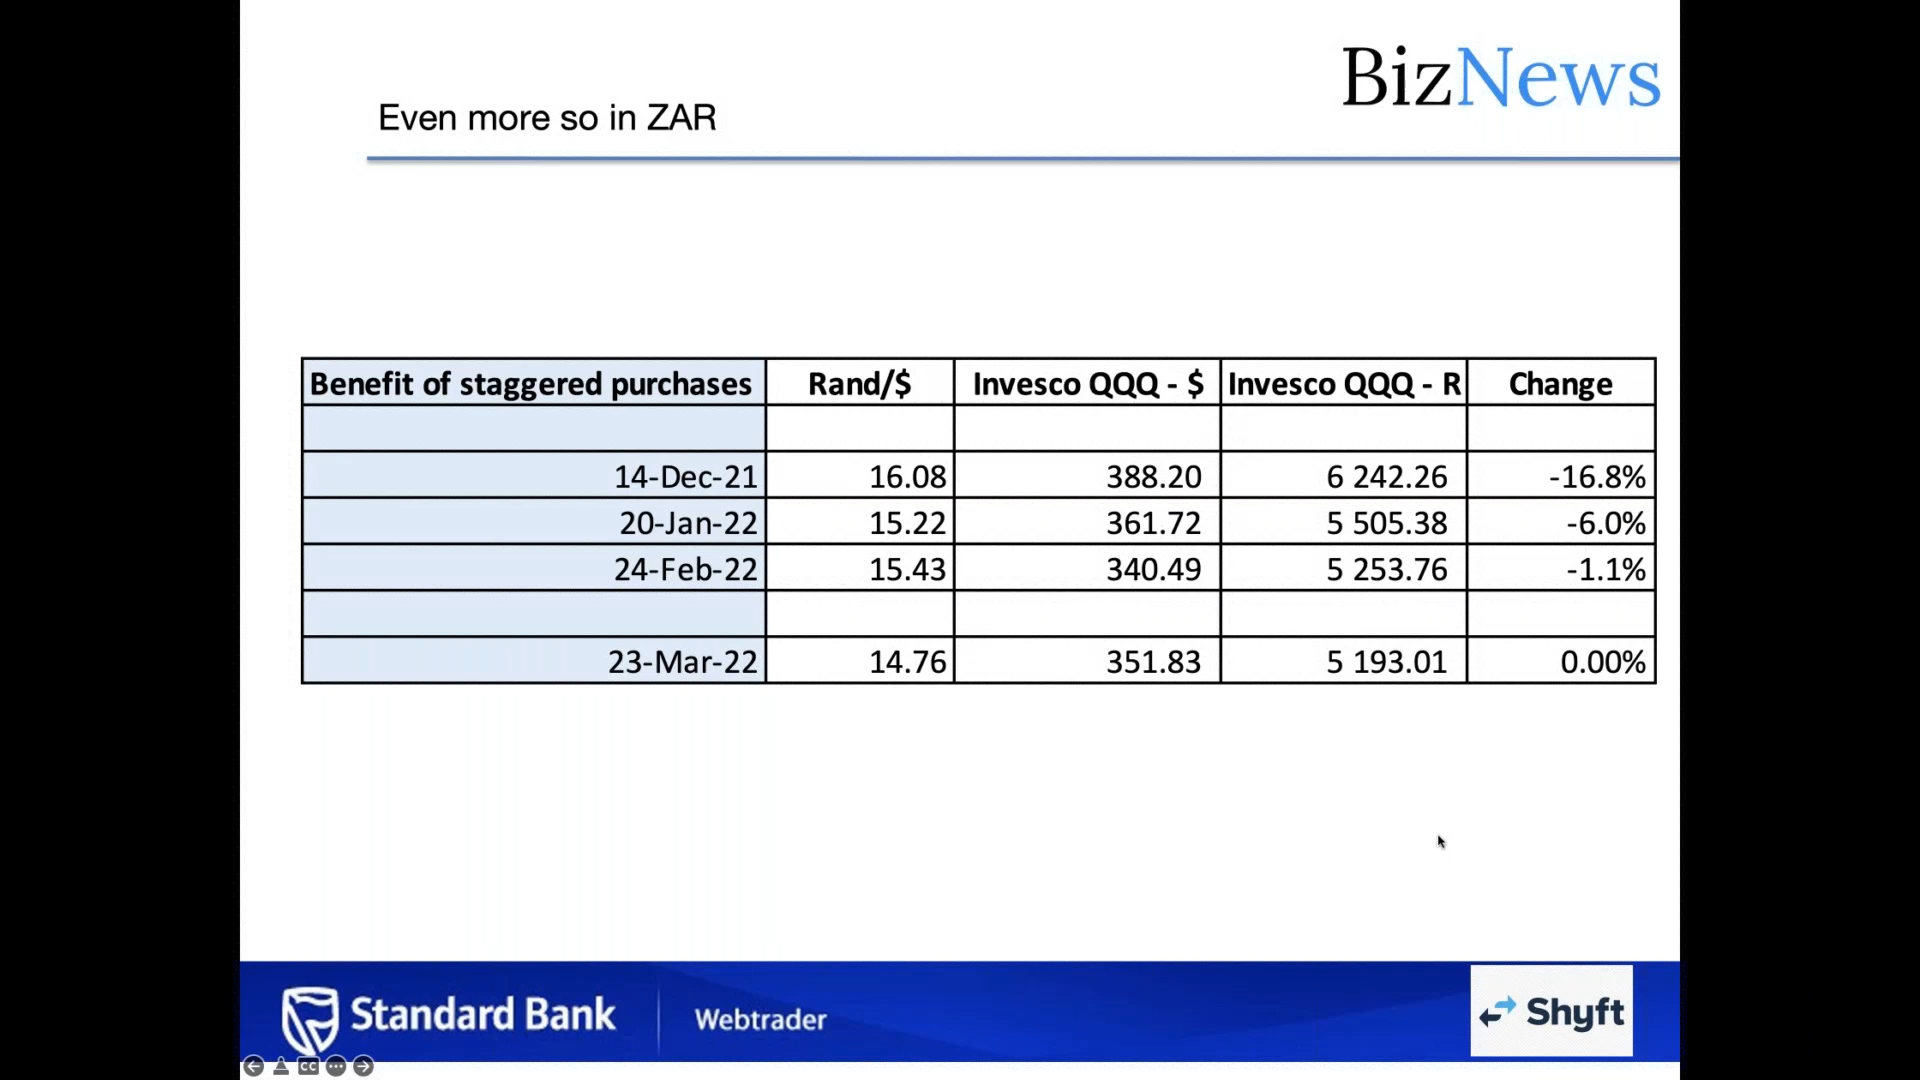 BizNews
Even more so in ZAR
Benefit of staggered purchases Rand/$ Invesco QQQ - $ Invesco QQQ - R Change
14-Dec-21 16.08 388.20 6 242.26 -16.8%
20-Jan-22 15.22 361.72 5 505.38 -6.0%
24-Feb-22 15.43 340.49 5 253.76 -1.1%
23-Mar-22 14.76 351.83 5 193.01 0.00%
Standard Bank Webtrader Shyft
CC